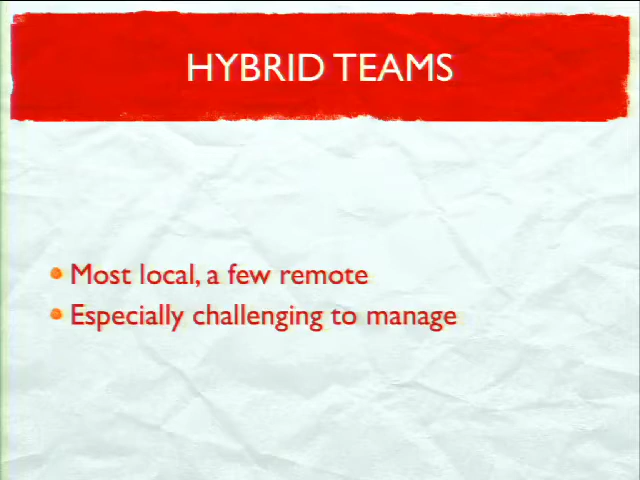 HYBRID TEAMS
Most local, a few remote
Especially challenging to manage